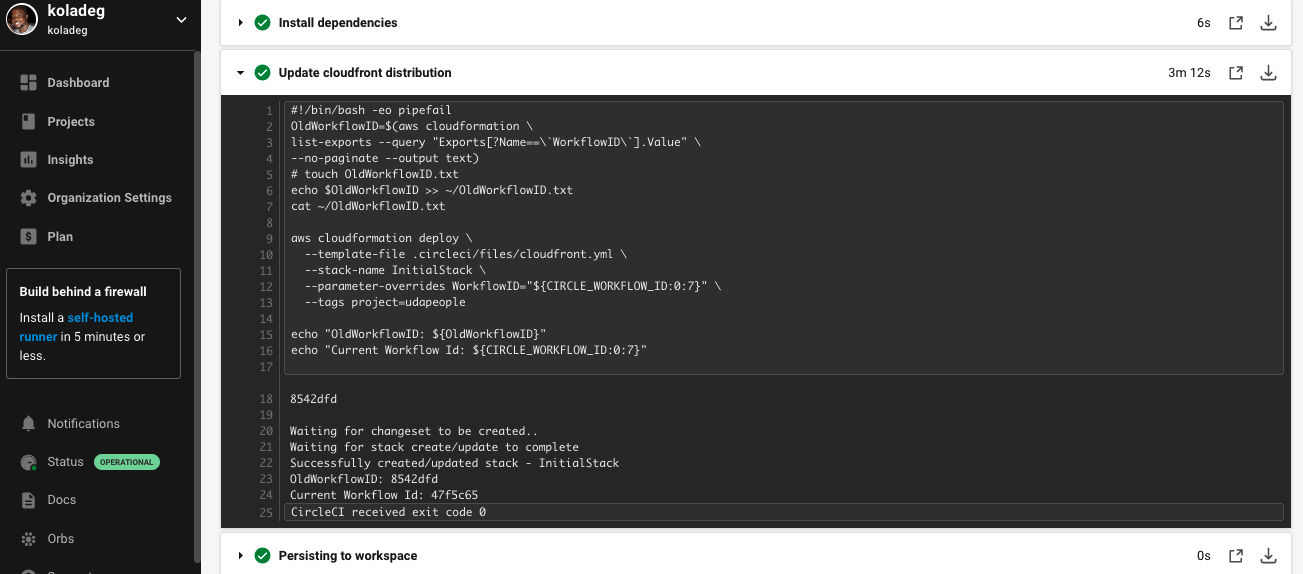 koladeg
koladeg
Dashboard
Projects
Insights
Organization Settings
Plan
Build behind a firewall
Install a self-hosted
runner in 5 minutes or
less.
Notifications
Status OPERATIONAL
Docs
Orbs
Install dependencies 6s
Update cloudfront distribution 3m 12s
1 #!/bin/bash -eo pipefail
2 OldWorkflowID=$(aws cloudformation \
3 list-exports --query "Exports[?Name==\`WorkflowID\`].Value" \
4 --no-paginate --output text)
5 # touch OldWorkflowID.txt
6 echo $OldWorkflowID >> ~/OldWorkflowID.txt
7 cat ~/OldWorkflowID.txt
8
9 aws cloudformation deploy \
10 --template-file .circleci/files/cloudfront.yml \
11 --stack-name InitialStack \
12 --parameter-overrides WorkflowID="${CIRCLE_WORKFLOW_ID:0:7}" \
13 --tags project=udapeople
14
15 echo "OldWorkflowID: ${OldWorkflowID}"
16 echo "Current Workflow Id: ${CIRCLE_WORKFLOW_ID:0:7}"
17
18 8542dfd
19
20 Waiting for changeset to be created..
21 Waiting for stack create/update to complete
22 Successfully created/updated stack - InitialStack
23 OldWorkflowID: 8542dfd
24 Current Workflow Id: 47f5c65
25 CircleCI received exit code 0
Persisting to workspace 0s